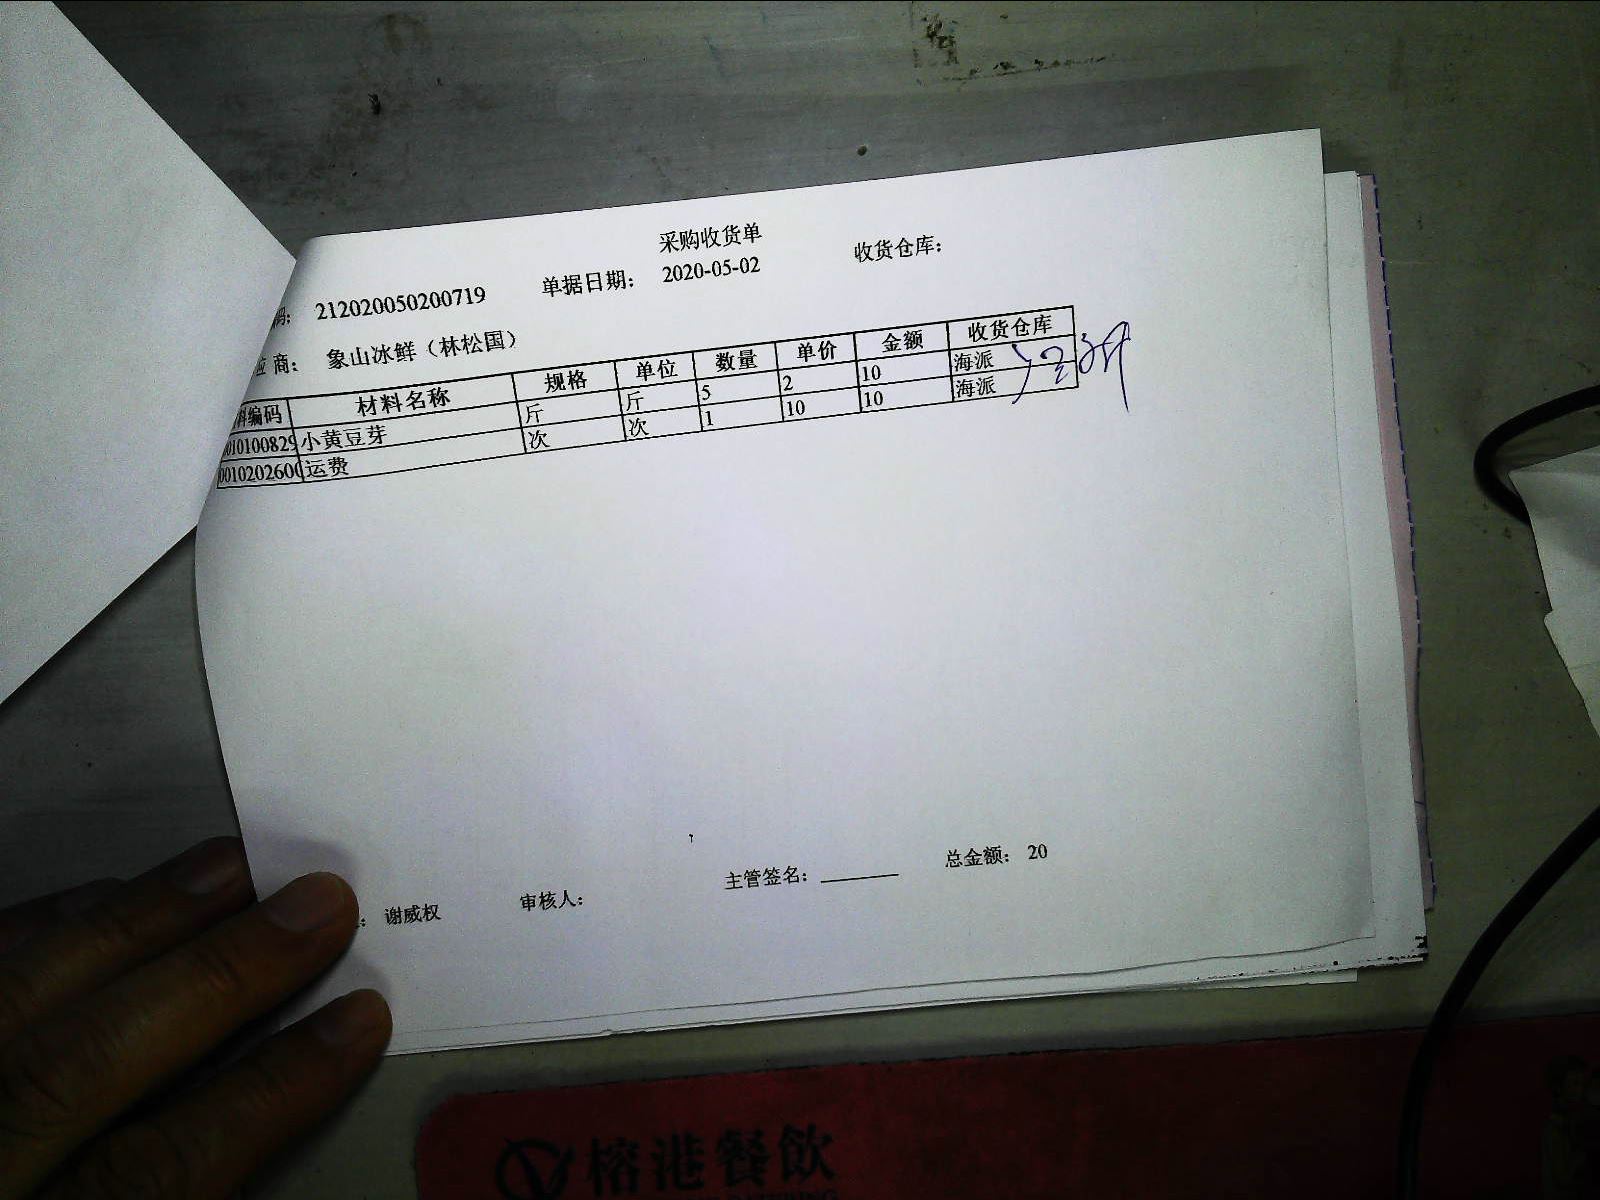 采购收货单
码： 212020050200719 单据日期： 2020-05-02 收货仓库：
应商： 象山冰鲜（林松国）
料编码 材料名称 规格 单位 数量 单价 金额 收货仓库
010100829 小黄豆芽 斤 斤 5 2 10 海派
0010202600 运费 次 次 1 10 10 海派
： 谢威权 审核人： 主管签名： 总金额： 20
榕港餐飲